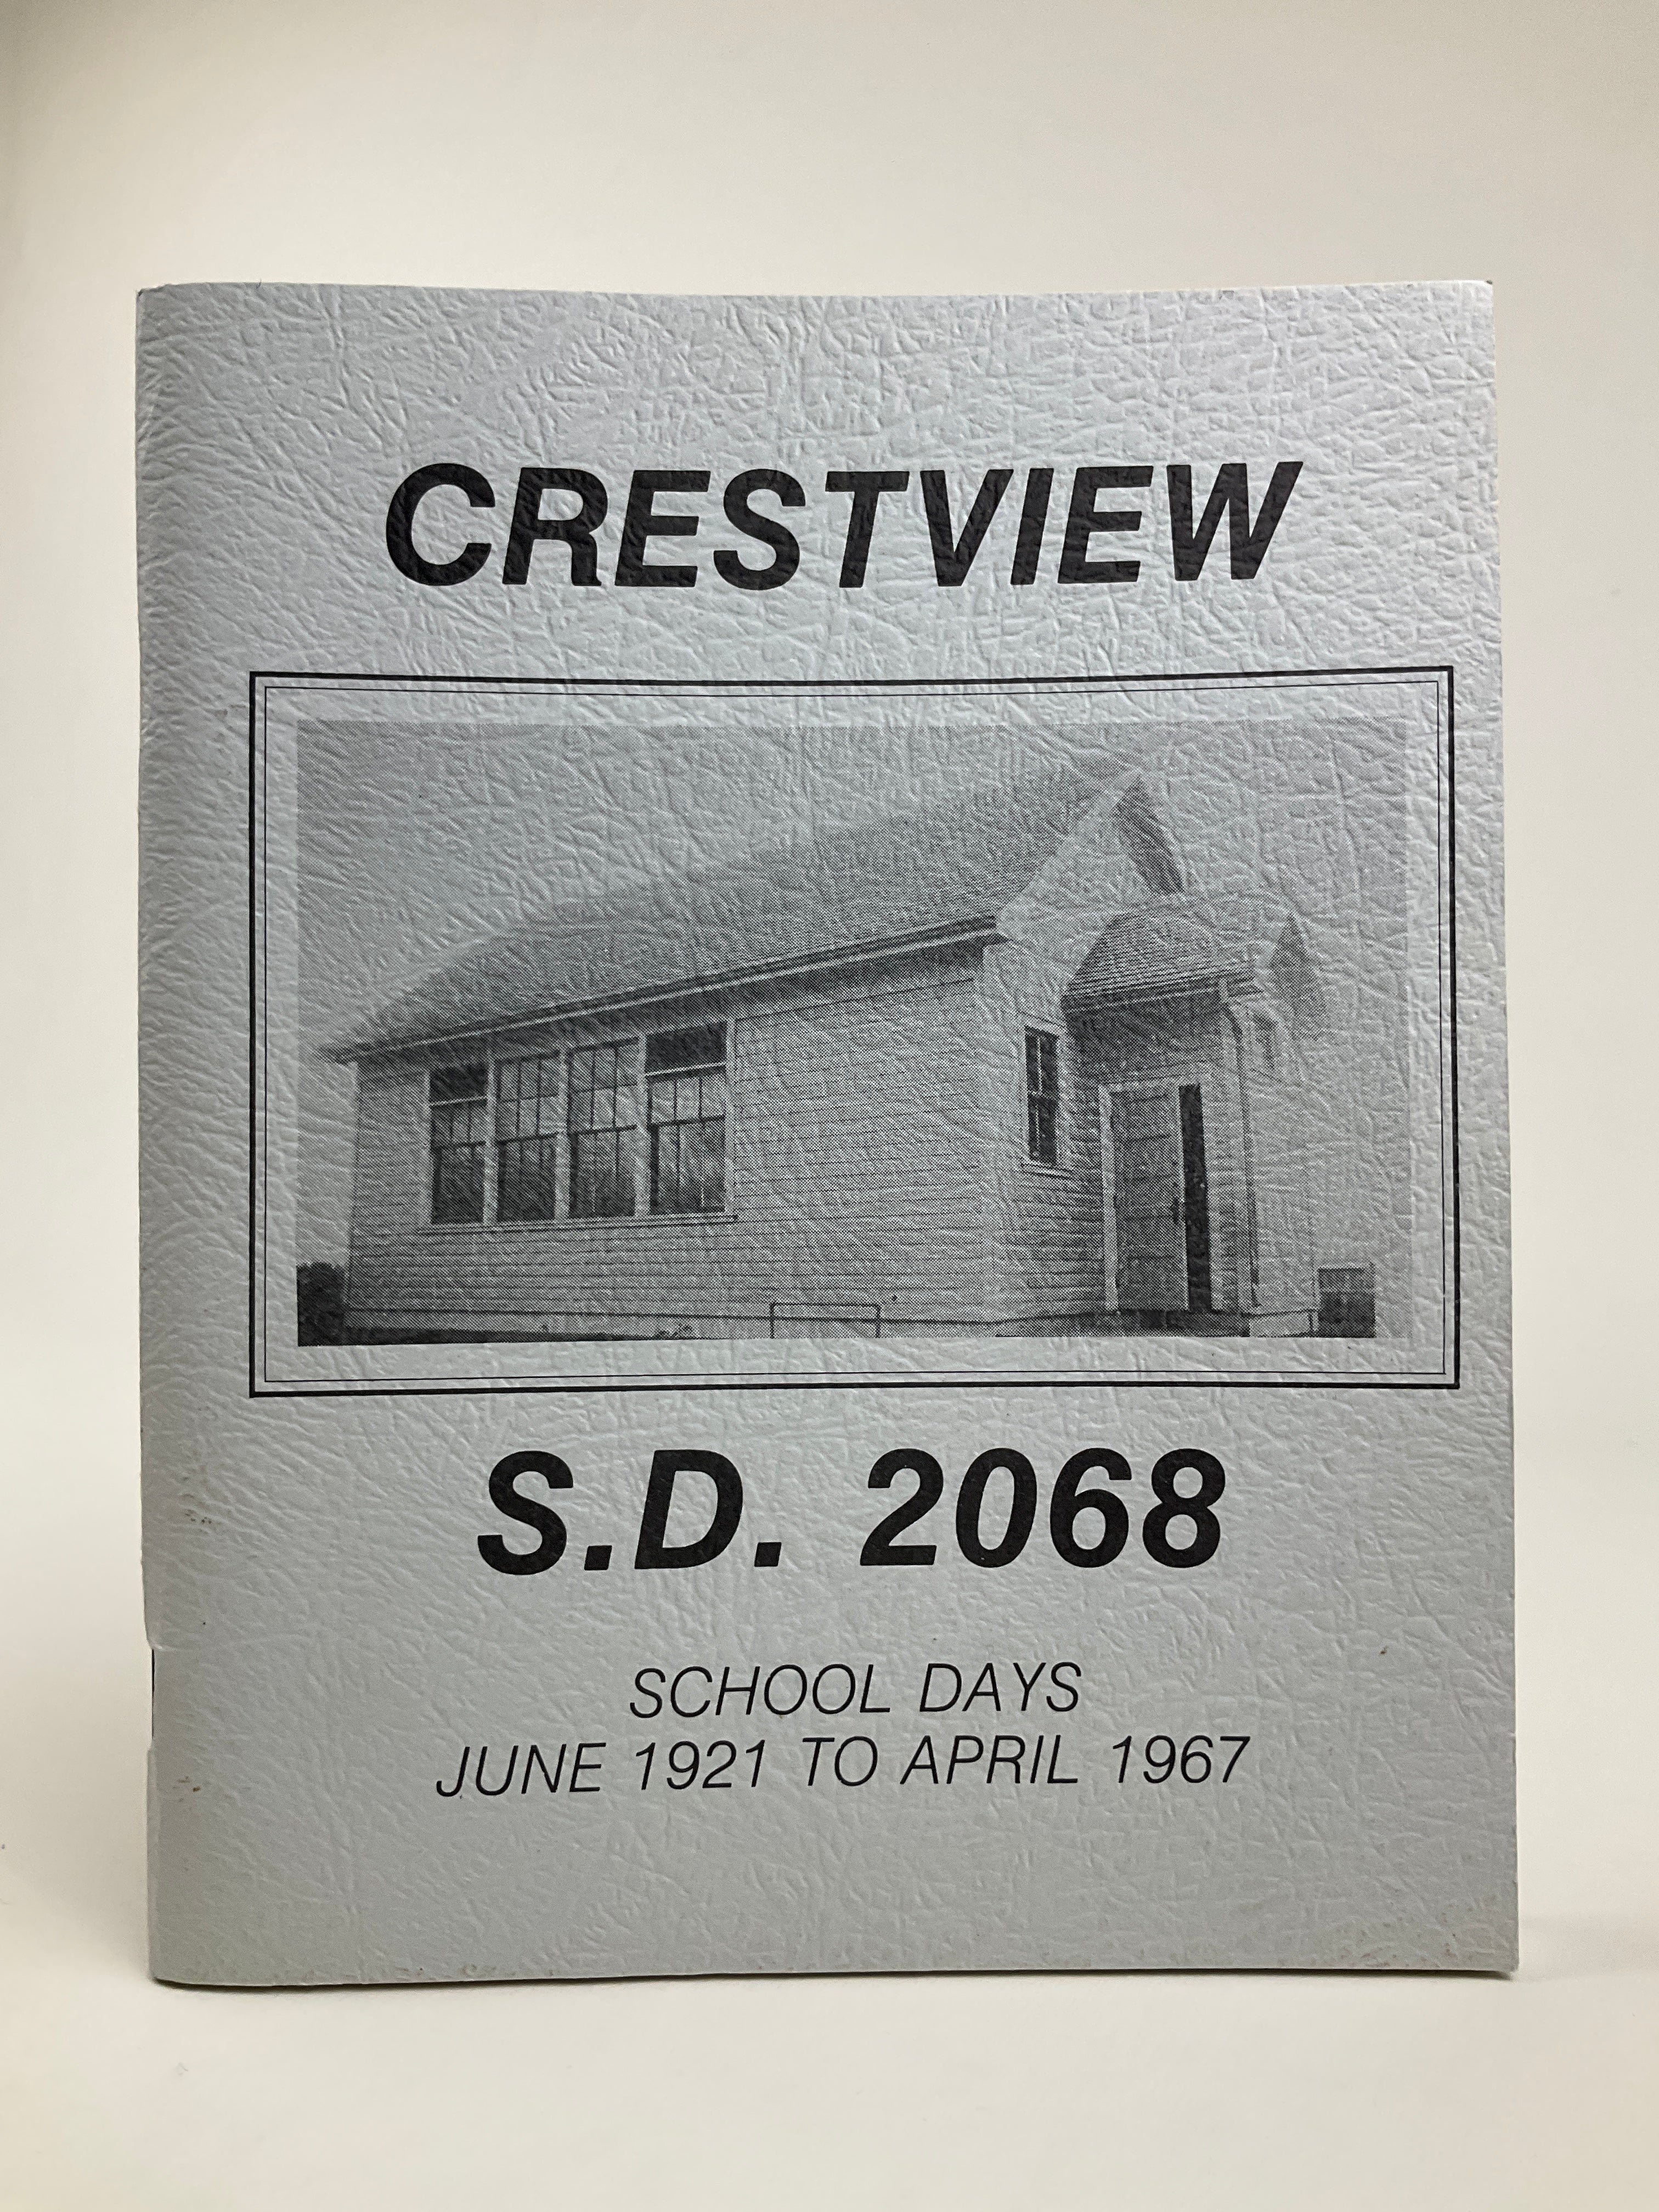 CRESTVIEW
S.D. 2068
SCHOOL DAYS
JUNE 1921 TO APRIL 1967